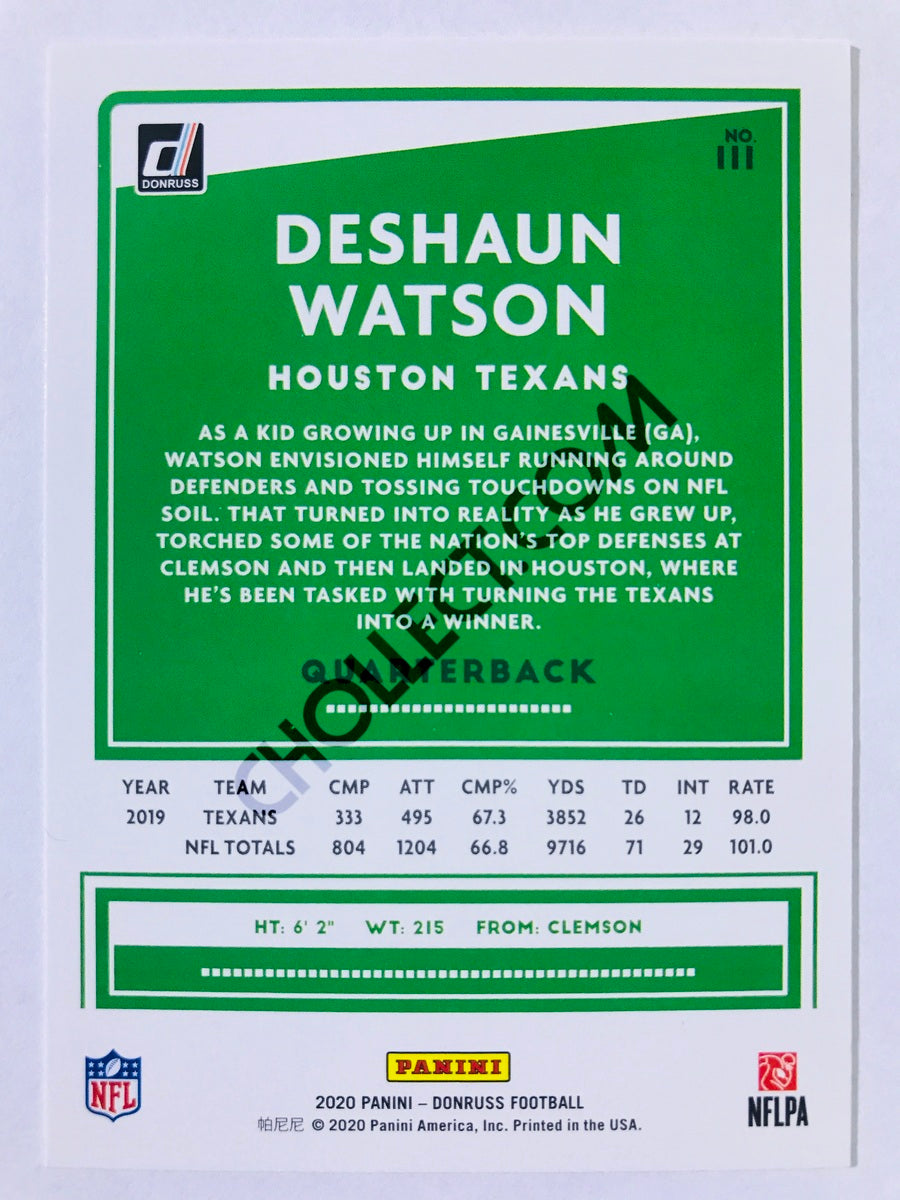 DONRUSS
NO.
111
DESHAUN
WATSON
HOUSTON TEXANS
AS A KID GROWING UP IN GAINESVILLE (GA),
WATSON ENVISIONED HIMSELF RUNNING AROUND
DEFENDERS AND TOSSING TOUCHDOWNS ON NFL
SOIL. THAT TURNED INTO REALITY AS HE GREW UP,
TORCHED SOME OF THE NATION'S TOP DEFENSES AT
CLEMSON AND THEN LANDED IN HOUSTON, WHERE
HE'S BEEN TASKED WITH TURNING THE TEXANS
INTO A WINNER.
QUARTERBACK
CHOLLECT.COM
YEAR TEAM CMP ATT CMP% YDS TD INT RATE
2019 TEXANS 333 495 67.3 3852 26 12 98.0
NFL TOTALS 804 1204 66.8 9716 71 29 101.0
HT: 6' 2" WT: 215 FROM: CLEMSON
NFL
PANINI
NFLPA
2020 PANINI – DONRUSS FOOTBALL
帕尼尼 © 2020 Panini America, Inc. Printed in the USA.